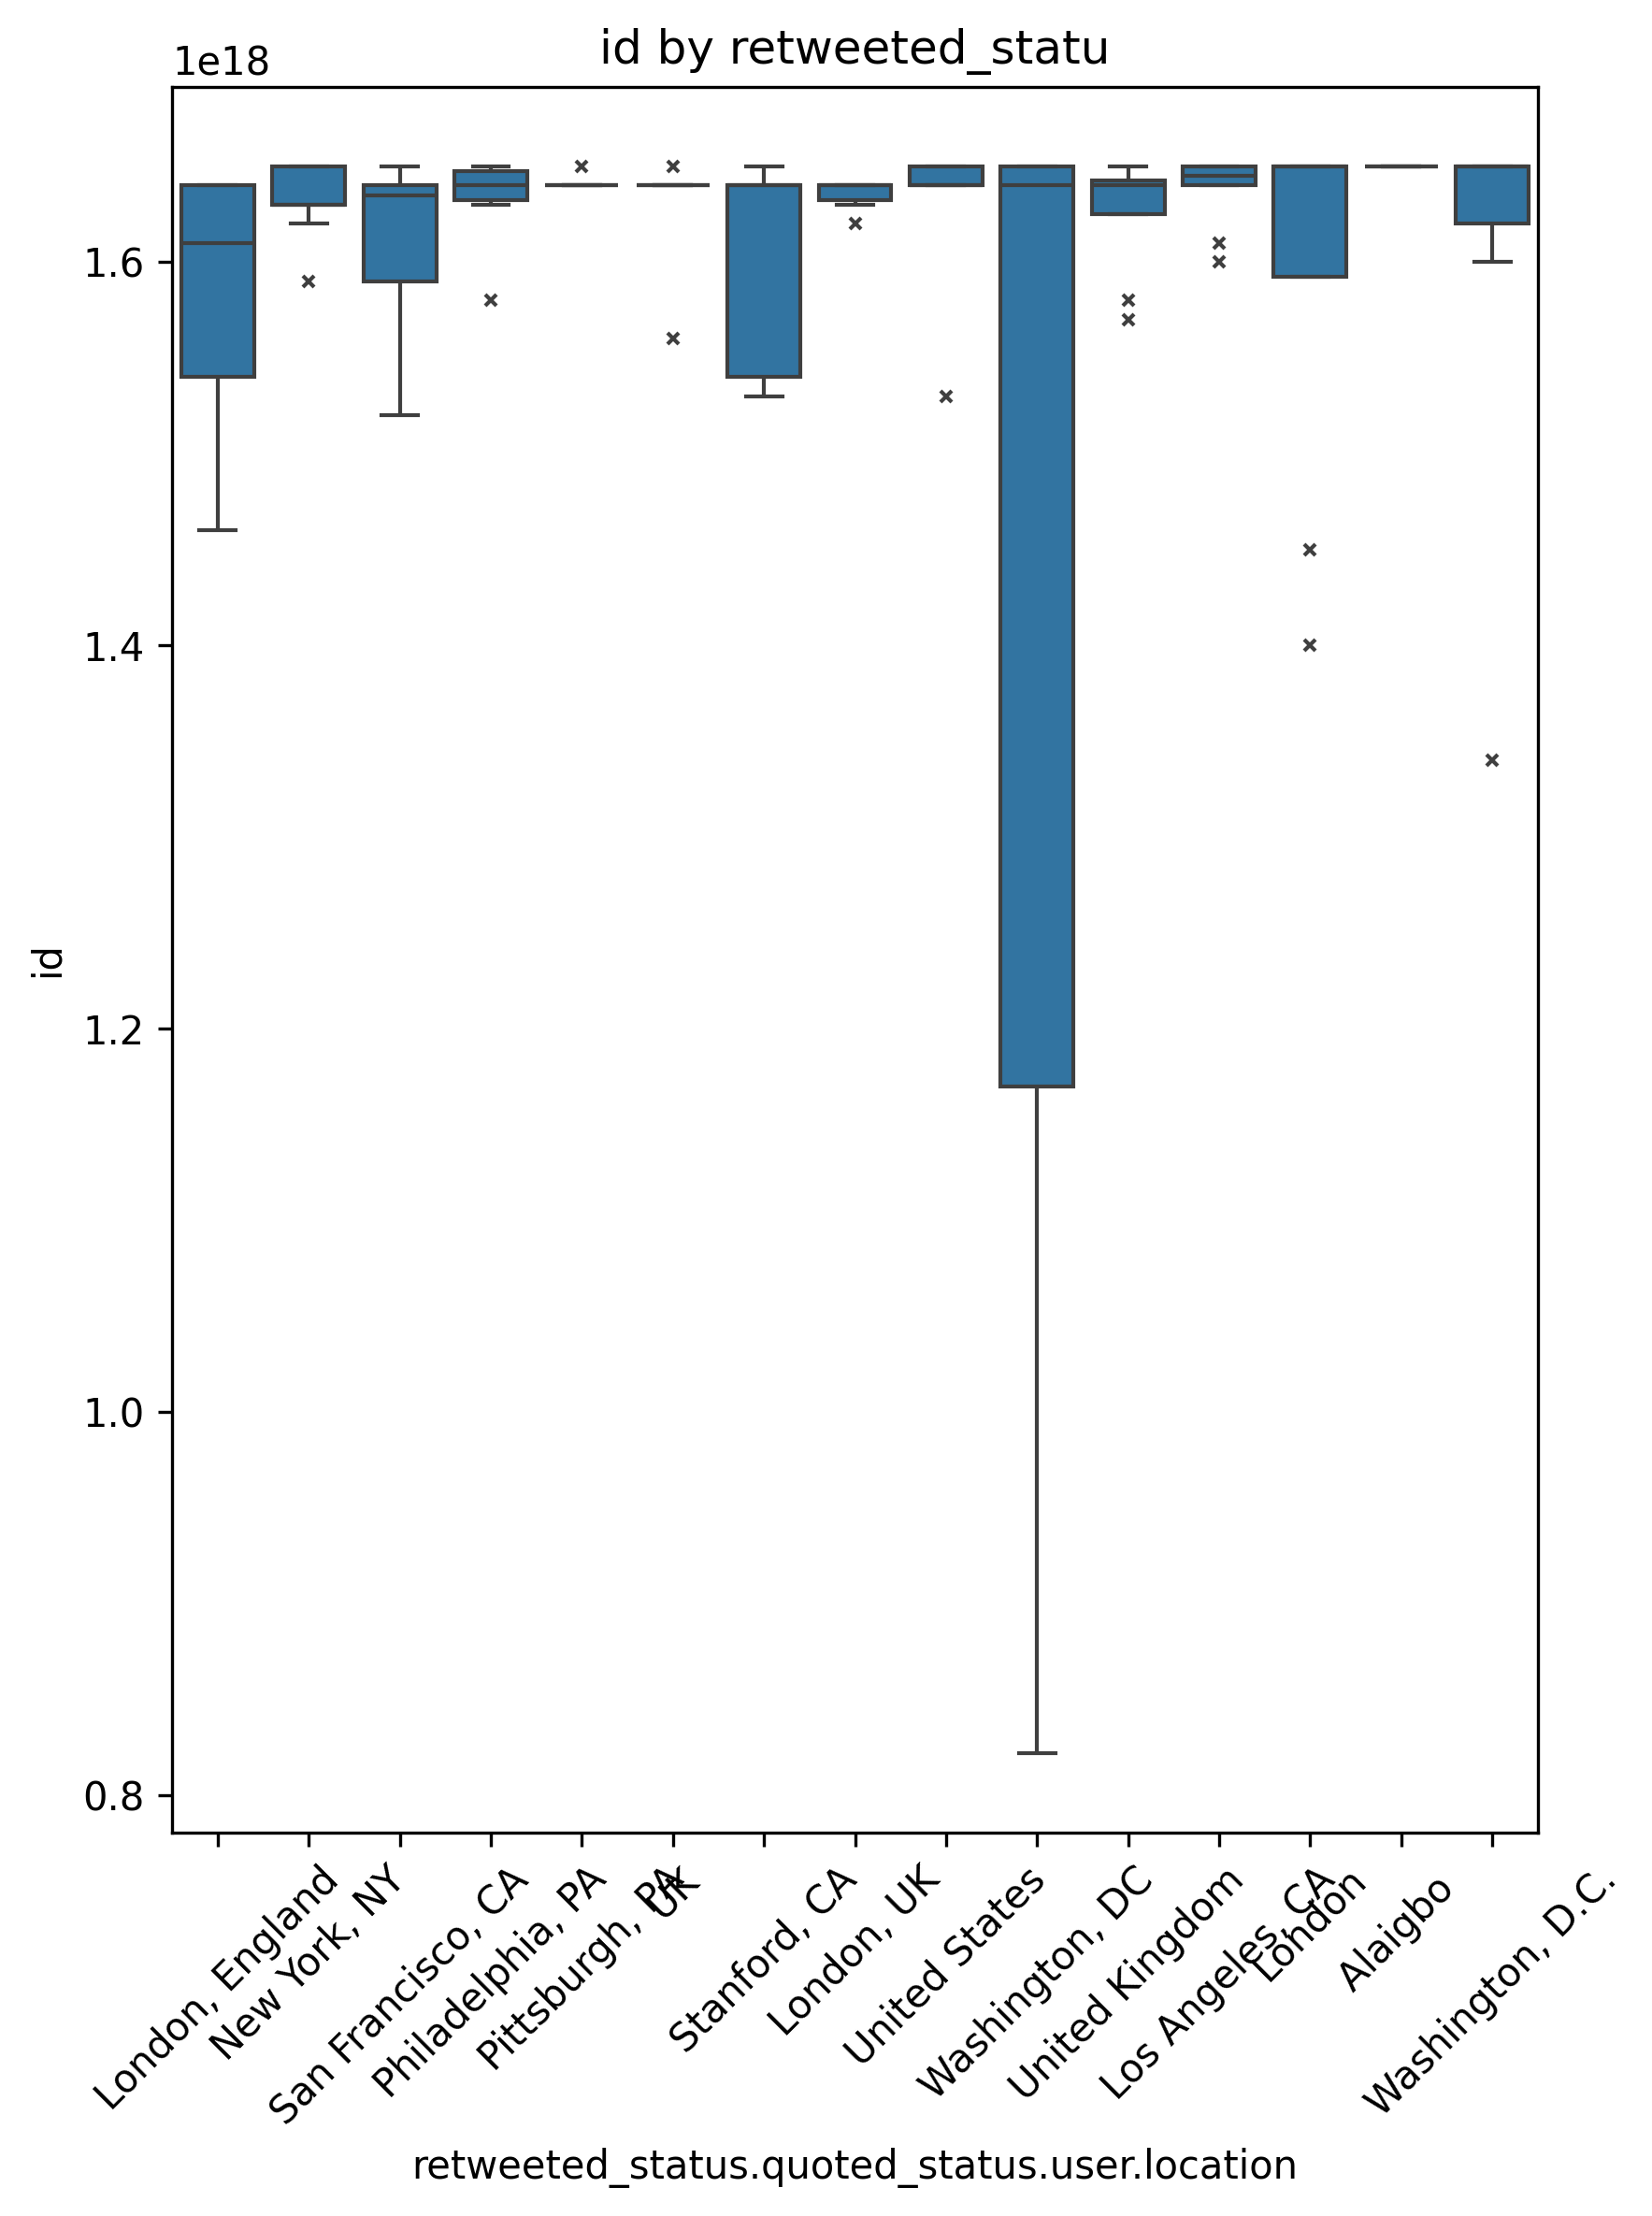 id by retweeted_statu
1e18
1.6
1.4
1.2
1.0
0.8
id
London, England
New York, NY
San Francisco, CA
Philadelphia, PA
Pittsburgh, PA
UK
Stanford, CA
London, UK
United States
Washington, DC
United Kingdom
Los Angeles, CA
London
Alaigbo
Washington, D.C.
retweeted_status.quoted_status.user.location